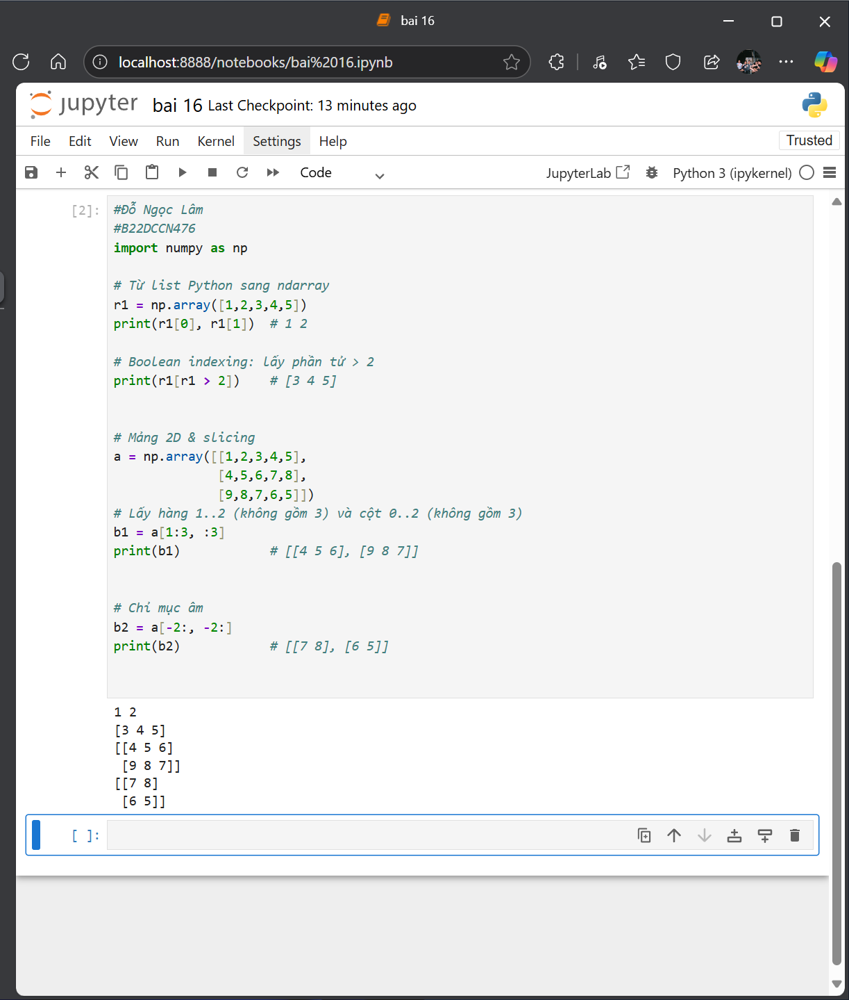 bai 16
localhost:8888/notebooks/bai%2016.ipynb
jupyter bai 16 Last Checkpoint: 13 minutes ago
File Edit View Run Kernel Settings Help Trusted
Code JupyterLab Python 3 (ipykernel)
[2]: #Đỗ Ngọc Lâm
#B22DCCN476
import numpy as np
# Từ list Python sang ndarray
r1 = np.array([1,2,3,4,5])
print(r1[0], r1[1])  # 1 2
# Boolean indexing: lấy phần tử > 2
print(r1[r1 > 2])    # [3 4 5]
# Mảng 2D & slicing
a = np.array([[1,2,3,4,5],
              [4,5,6,7,8],
              [9,8,7,6,5]])
# Lấy hàng 1..2 (không gồm 3) và cột 0..2 (không gồm 3)
b1 = a[1:3, :3]
print(b1)            # [[4 5 6], [9 8 7]]
# Chỉ mục âm
b2 = a[-2:, -2:]
print(b2)            # [[7 8], [6 5]]
1 2
[3 4 5]
[[4 5 6]
 [9 8 7]]
[[7 8]
 [6 5]]
[ ]: